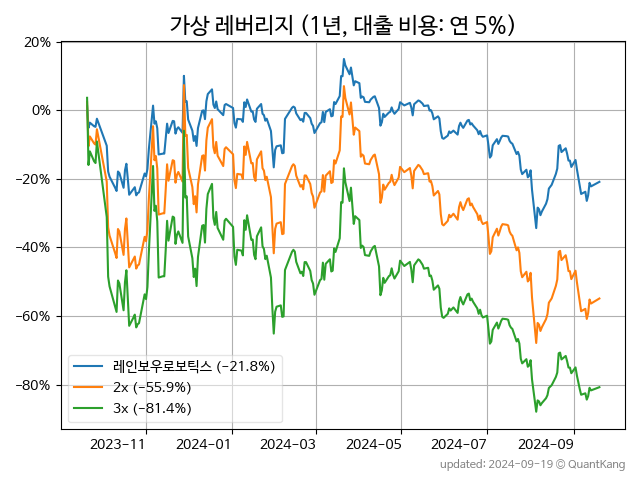 가상 레버리지 (1년, 대출 비용: 연 5%)
20%
0%
−20%
−40%
−60%
−80%
레인보우로보틱스 (−21.8%)
2x (−55.9%)
3x (−81.4%)
2023-11 2024-01 2024-03 2024-05 2024-07 2024-09
updated: 2024-09-19 © QuantKang